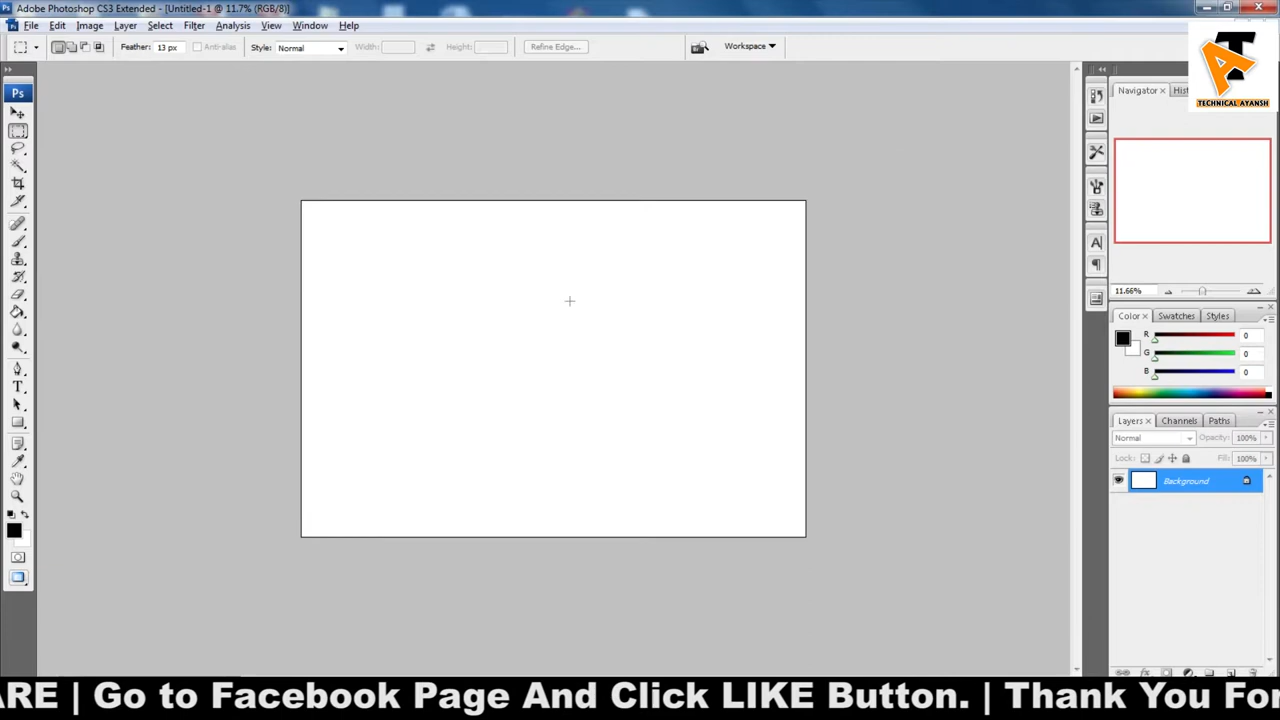 Adobe Photoshop CS3 Extended - [Untitled-1 @ 11.7% (RGB/8)]
File Edit Image Layer Select Filter Analysis View Window Help
Feather: 13 px Anti-alias Style: Normal Width: Height: Refine Edge... Workspace
TECHNICAL AYANSH
Ps
Navigator × Hist
11.66%
Color × Swatches Styles
R 0
G 0
B 0
Layers × Channels Paths
Normal Opacity: 100%
Lock: Fill: 100%
Background
ARE | Go to Facebook Page And Click LIKE Button. | Thank You For